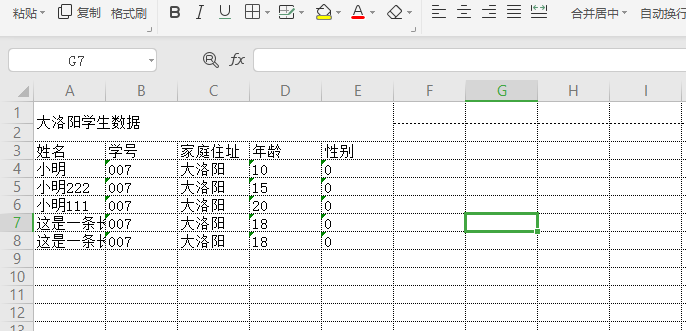 粘贴 复制 格式刷 B I U A 合并居中 自动换行
G7 fx
A B C D E F G H I
1 大洛阳学生数据
2
3 姓名 学号 家庭住址 年龄 性别
4 小明 007 大洛阳 10 0
5 小明222 007 大洛阳 15 0
6 小明111 007 大洛阳 20 0
7 这是一条长 007 大洛阳 18 0
8 这是一条长 007 大洛阳 18 0
9
10
11
12
13